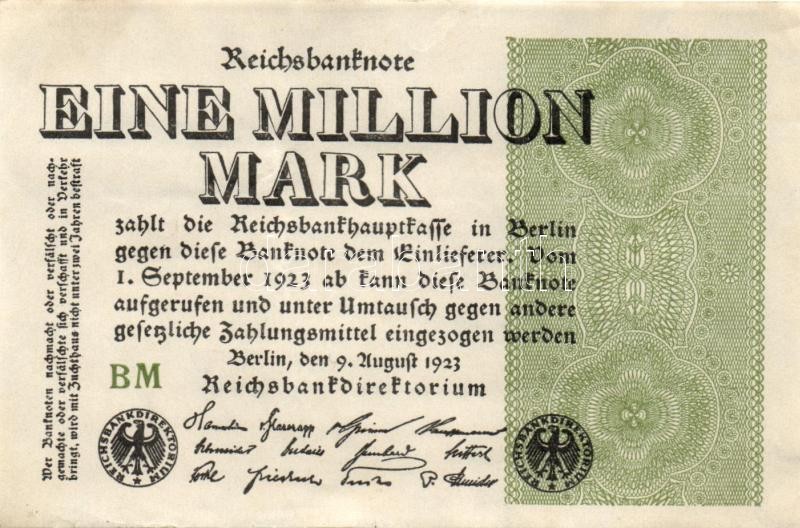 Reichsbanknote
EINE MILLION
MARK
zahlt die Reichsbankhauptkasse in Berlin
gegen diese Banknote dem Einlieferer. Vom
1. September 1923 ab kann diese Banknote
aufgerufen und unter Umtausch gegen andere
gesetzliche Zahlungsmittel eingezogen werden
Berlin, den 9. August 1923
Reichsbankdirektorium
BM
Wer Banknoten nachmacht oder verfälscht oder nach-
gemachte oder verfälschte sich verschafft und in Verkehr
bringt, wird mit Zuchthaus nicht unter zwei Jahren bestraft
REICHSBANKDIREKTORIUM
REICHSBANKDIREKTORIUM